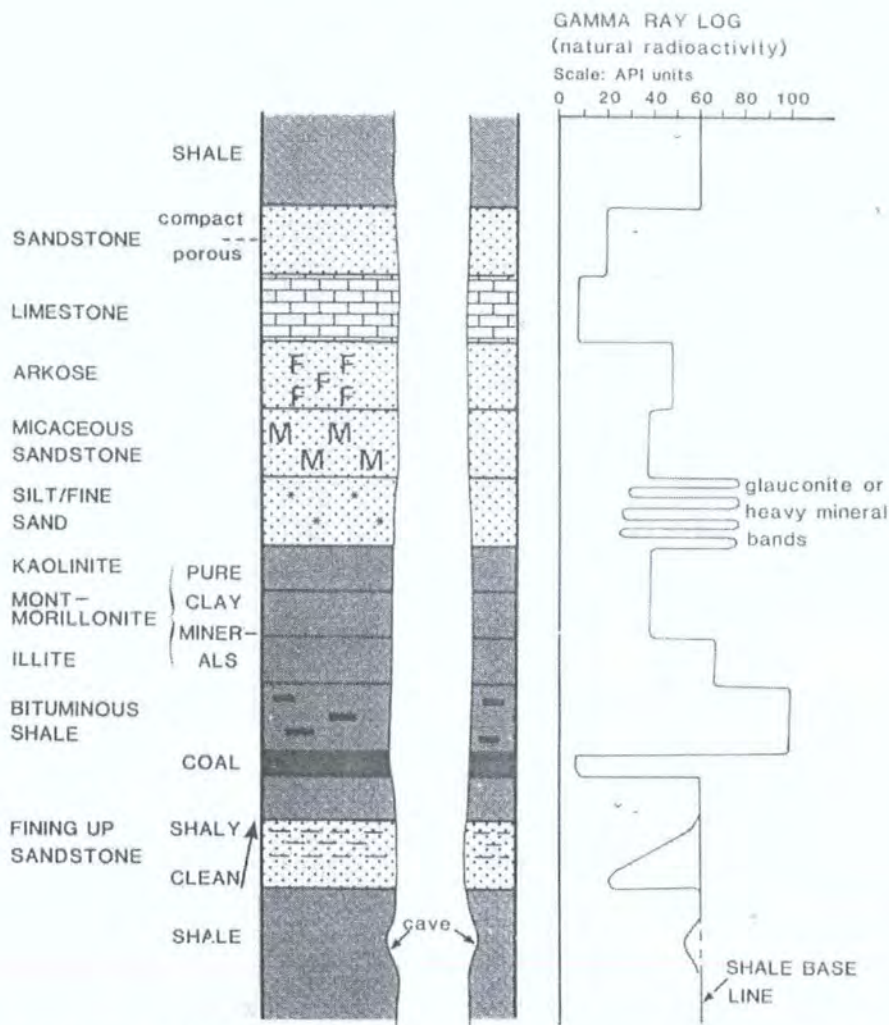 GAMMA RAY LOG
(natural radioactivity)
Scale: API units
0 20 40 60 80 100
SHALE
compact
SANDSTONE
porous
LIMESTONE
ARKOSE
F F
F
F F
MICACEOUS
SANDSTONE
M M
M M
SILT/FINE
SAND
glauconite or
heavy mineral
bands
KAOLINITE
PURE
MONT-
MORILLONITE
CLAY
MINER-
ILLITE
ALS
BITUMINOUS
SHALE
COAL
FINING UP
SANDSTONE
SHALY
CLEAN
SHALE
cave
SHALE BASE
LINE